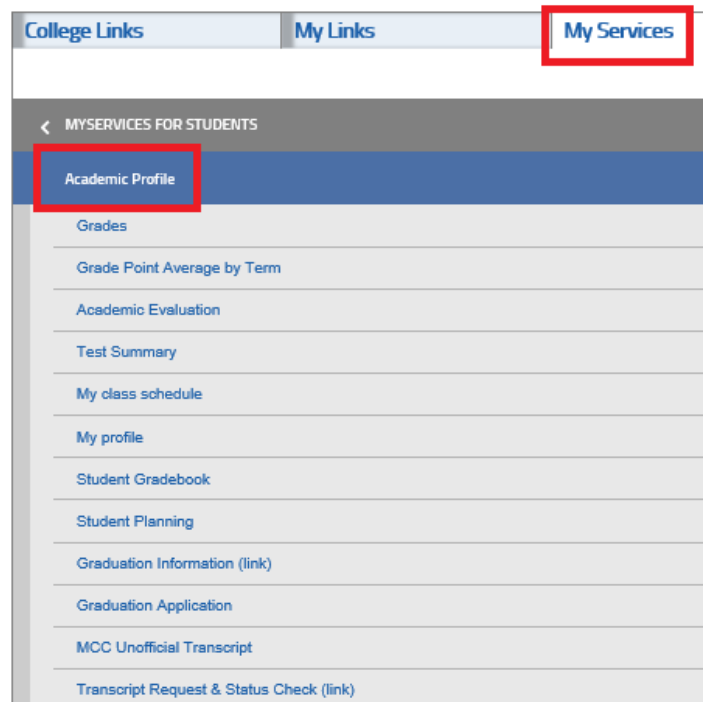 College Links My Links My Services
MYSERVICES FOR STUDENTS
Academic Profile
Grades
Grade Point Average by Term
Academic Evaluation
Test Summary
My class schedule
My profile
Student Gradebook
Student Planning
Graduation Information (link)
Graduation Application
MCC Unofficial Transcript
Transcript Request & Status Check (link)